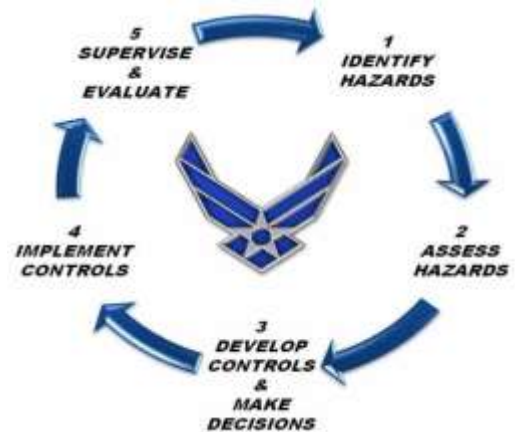 1
IDENTIFY
HAZARDS
2
ASSESS
HAZARDS
3
DEVELOP
CONTROLS
&
MAKE
DECISIONS
4
IMPLEMENT
CONTROLS
5
SUPERVISE
&
EVALUATE